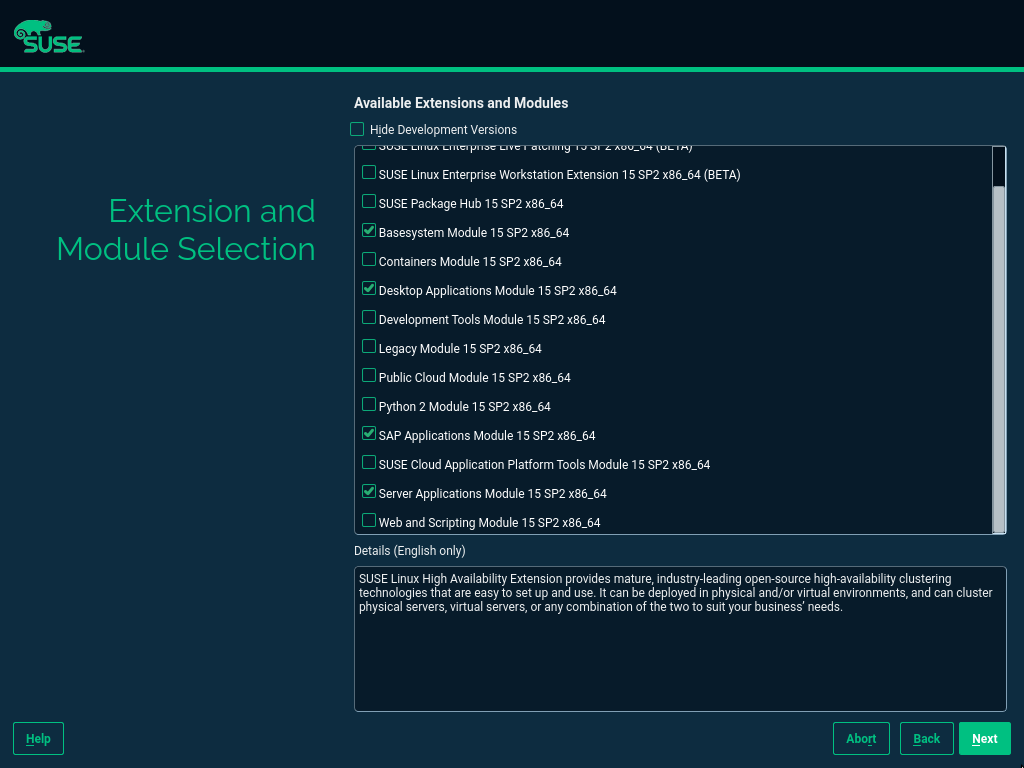 SUSE
Available Extensions and Modules
Hide Development Versions
Extension and
Module Selection
SUSE Linux Enterprise Live Patching 15 SP2 x86_64 (BETA)
SUSE Linux Enterprise Workstation Extension 15 SP2 x86_64 (BETA)
SUSE Package Hub 15 SP2 x86_64
Basesystem Module 15 SP2 x86_64
Containers Module 15 SP2 x86_64
Desktop Applications Module 15 SP2 x86_64
Development Tools Module 15 SP2 x86_64
Legacy Module 15 SP2 x86_64
Public Cloud Module 15 SP2 x86_64
Python 2 Module 15 SP2 x86_64
SAP Applications Module 15 SP2 x86_64
SUSE Cloud Application Platform Tools Module 15 SP2 x86_64
Server Applications Module 15 SP2 x86_64
Web and Scripting Module 15 SP2 x86_64
Details (English only)
SUSE Linux High Availability Extension provides mature, industry-leading open-source high-availability clustering
technologies that are easy to set up and use. It can be deployed in physical and/or virtual environments, and can cluster
physical servers, virtual servers, or any combination of the two to suit your business' needs.
Help
Abort
Back
Next